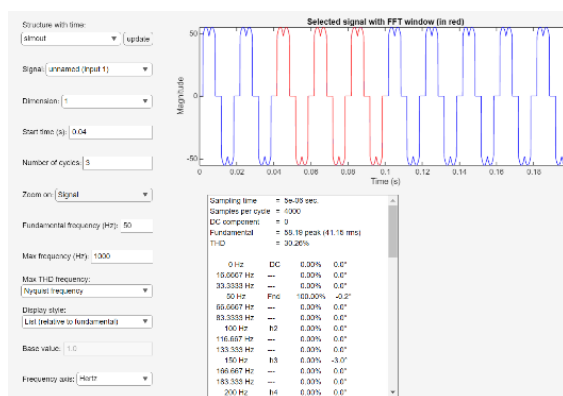 Structure with time:
simout
update
Signal: unnamed (Input 1)
Dimension: 1
Start time (s): 0.04
Number of cycles: 3
Zoom on: Signal
Fundamental frequency (Hz): 50
Max frequency (Hz): 1000
Max THD frequency:
Nyquist frequency
Display style:
List (relative to fundamental)
Base value: 1.0
Frequency axis: Hertz
Selected signal with FFT window (in red)
Magnitude
50
0
-50
0 0.02 0.04 0.06 0.08 0.1 0.12 0.14 0.16 0.18
Time (s)
Sampling time = 5e-06 sec.
Samples per cycle = 4000
DC component = 0
Fundamental = 58.19 peak (41.15 rms)
THD = 30.26%
0 Hz DC 0.00% 0.0°
16.6667 Hz --- 0.00% 0.0°
33.3333 Hz --- 0.00% 0.0°
50 Hz Fnd 100.00% -0.2°
66.6667 Hz --- 0.00% 0.0°
83.3333 Hz --- 0.00% 0.0°
100 Hz h2 0.00% 0.0°
116.667 Hz --- 0.00% 0.0°
133.333 Hz --- 0.00% 0.0°
150 Hz h3 0.00% -3.0°
166.667 Hz --- 0.00% 0.0°
183.333 Hz --- 0.00% 0.0°
200 Hz h4 0.00% 0.0°